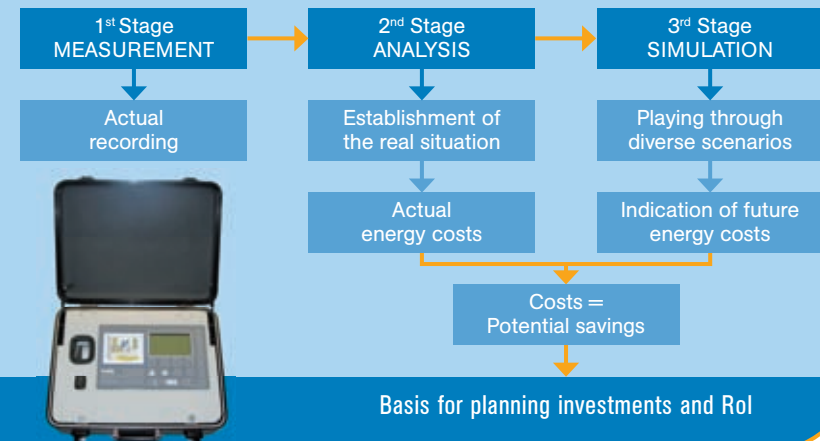 1st Stage
MEASUREMENT
2nd Stage
ANALYSIS
3rd Stage
SIMULATION
Actual
recording
Establishment of
the real situation
Playing through
diverse scenarios
Actual
energy costs
Indication of future
energy costs
Costs =
Potential savings
Basis for planning investments and RoI